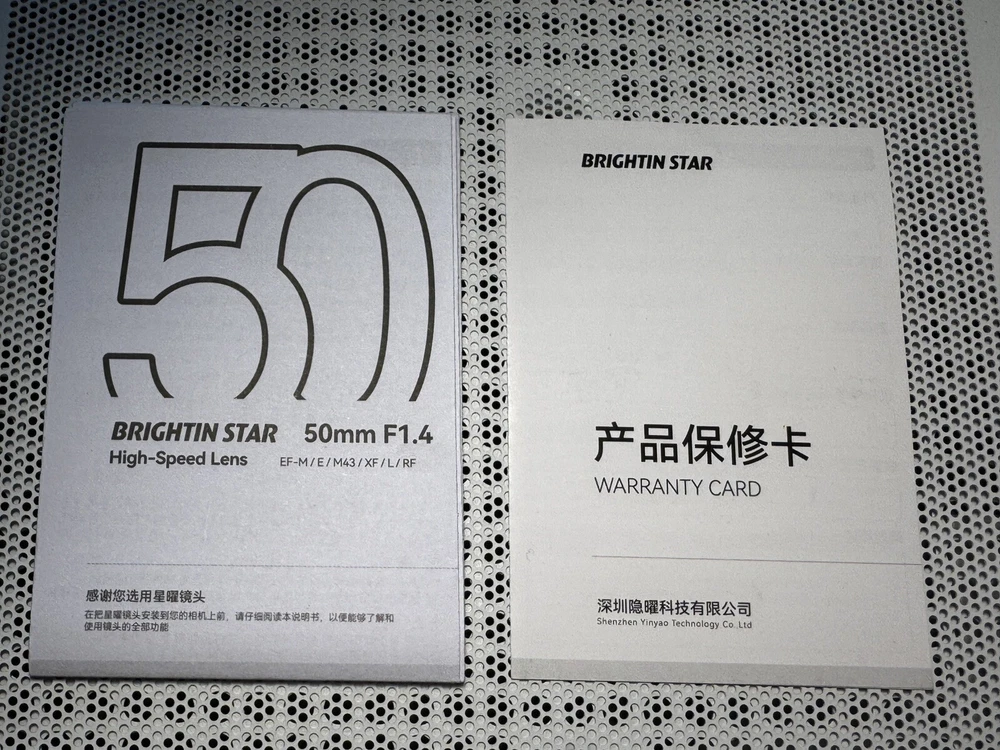 50
BRIGHTIN STAR 50mm F1.4
High-Speed Lens EF-M / E / M43 / XF / L / RF
感谢您选用星曜镜头
在把星曜镜头安装到您的相机上前，请仔细阅读本说明书，以便能够了解和
使用镜头的全部功能
BRIGHTIN STAR
产品保修卡
WARRANTY CARD
深圳隐曜科技有限公司
Shenzhen Yinyao Technology Co.,Ltd